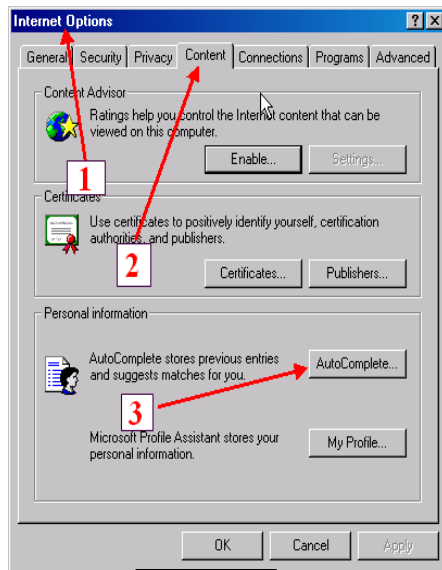 Internet Options
General Security Privacy Content Connections Programs Advanced
Content Advisor
Ratings help you control the Internet content that can be
viewed on this computer.
Enable... Settings...
1
Certificates
Use certificates to positively identify yourself, certification
authorities, and publishers.
2
Certificates... Publishers...
Personal information
AutoComplete stores previous entries
and suggests matches for you.
AutoComplete...
3
Microsoft Profile Assistant stores your
personal information.
My Profile...
OK Cancel Apply